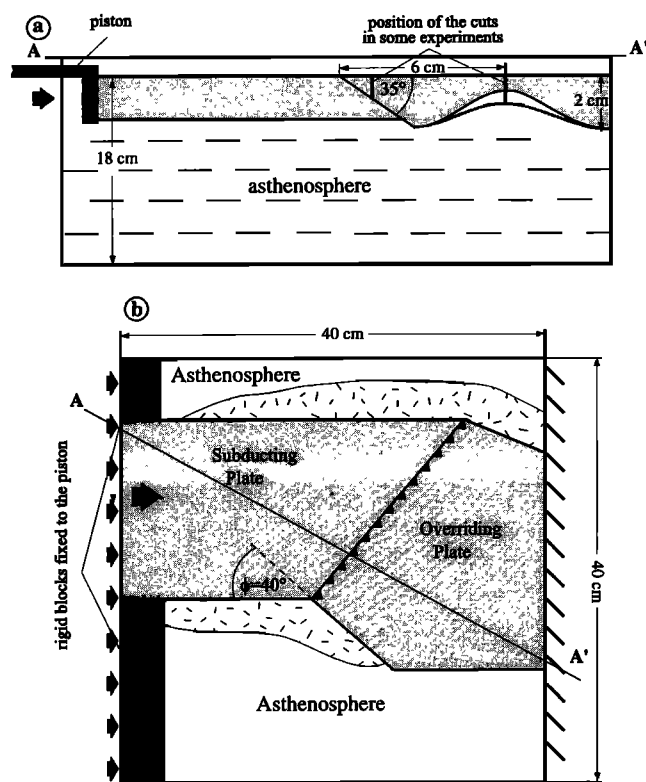 a
piston
position of the cuts
in some experiments
A
A'
6 cm
35°
2 cm
18 cm
asthenosphere
b
40 cm
Asthenosphere
A
Subducting
Plate
Overriding
Plate
rigid blocks fixed to the piston
ϕ=40°
40 cm
A'
Asthenosphere